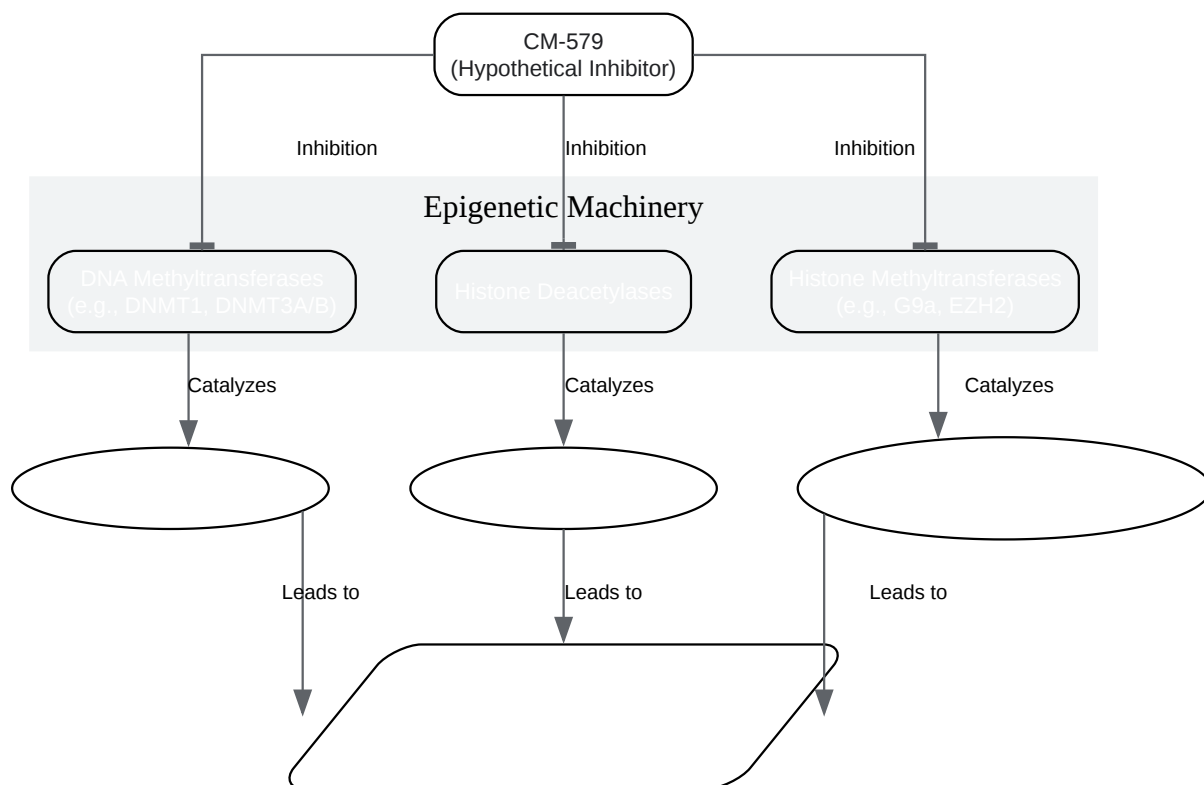 CM-579
(Hypothetical Inhibitor)
Inhibition
Inhibition
Inhibition
Epigenetic Machinery
DNA Methyltransferases
(e.g., DNMT1, DNMT3A/B)
Histone Deacetylases
Histone Methyltransferases
(e.g., G9a, EZH2)
Catalyzes
Catalyzes
Catalyzes
Leads to
Leads to
Leads to